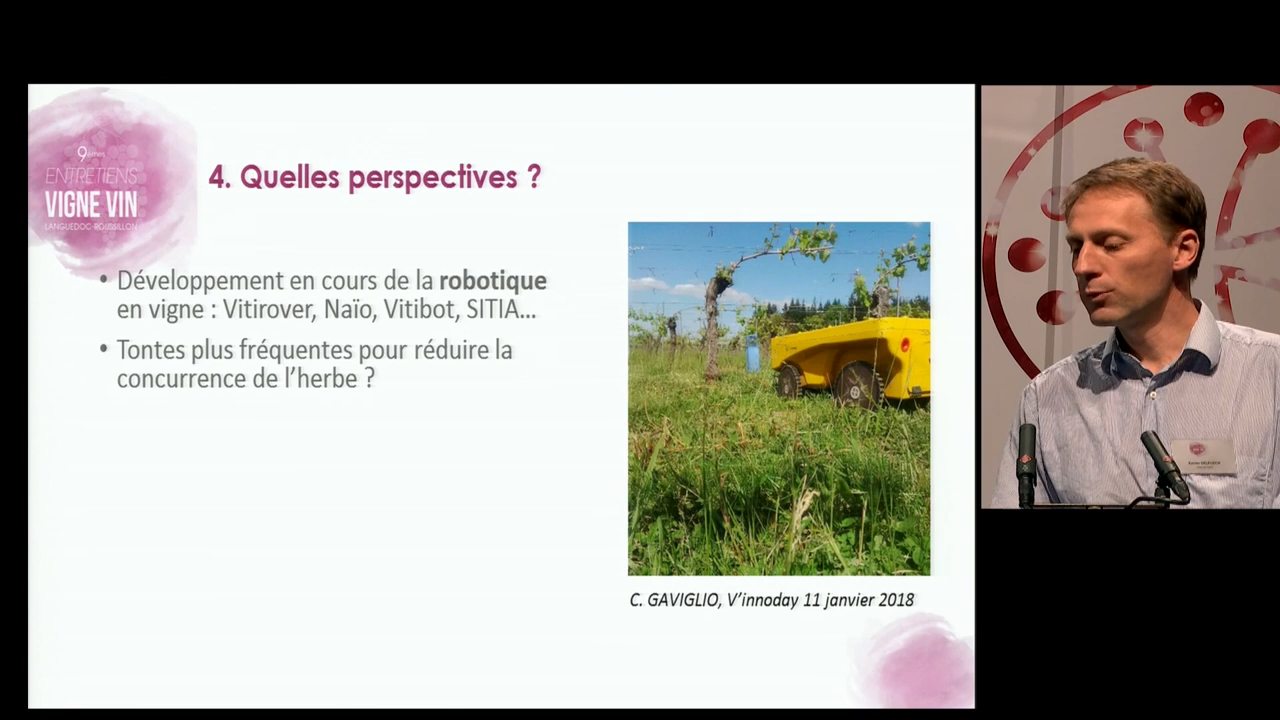 9èmes
ENTRETIENS
VIGNE VIN
LANGUEDOC-ROUSSILLON
4. Quelles perspectives ?
• Développement en cours de la robotique
en vigne : Vitirover, Naïo, Vitibot, SITIA...
• Tontes plus fréquentes pour réduire la
concurrence de l'herbe ?
C. GAVIGLIO, V'innoday 11 janvier 2018